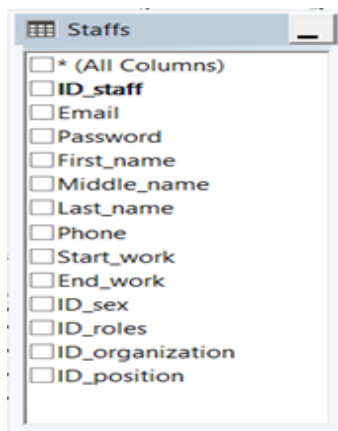 Staffs
* (All Columns)
ID_staff
Email
Password
First_name
Middle_name
Last_name
Phone
Start_work
End_work
ID_sex
ID_roles
ID_organization
ID_position